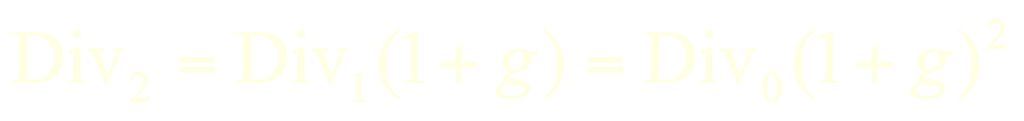 Div₂ = Div₁(1+g) = Div₀(1+g)²